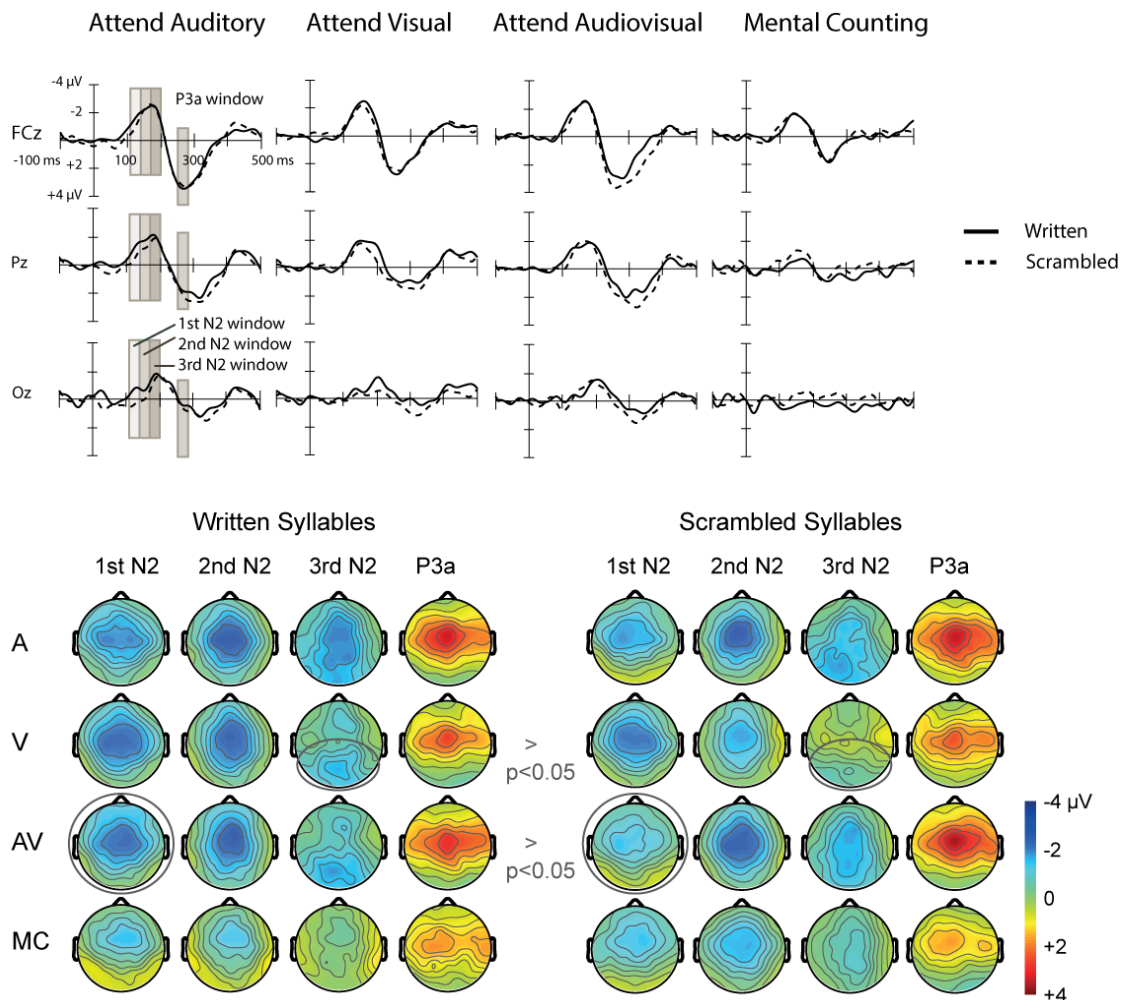 Attend Auditory Attend Visual Attend Audiovisual Mental Counting
-4 µV
-2
P3a window
FCz
-100 ms 100 300 500 ms
+2
+4 µV
Pz
Written
Scrambled
1st N2 window
2nd N2 window
3rd N2 window
Oz
Written Syllables Scrambled Syllables
1st N2 2nd N2 3rd N2 P3a 1st N2 2nd N2 3rd N2 P3a
A
V
>
p<0.05
AV
>
p<0.05
MC
-4 µV
-2
0
+2
+4